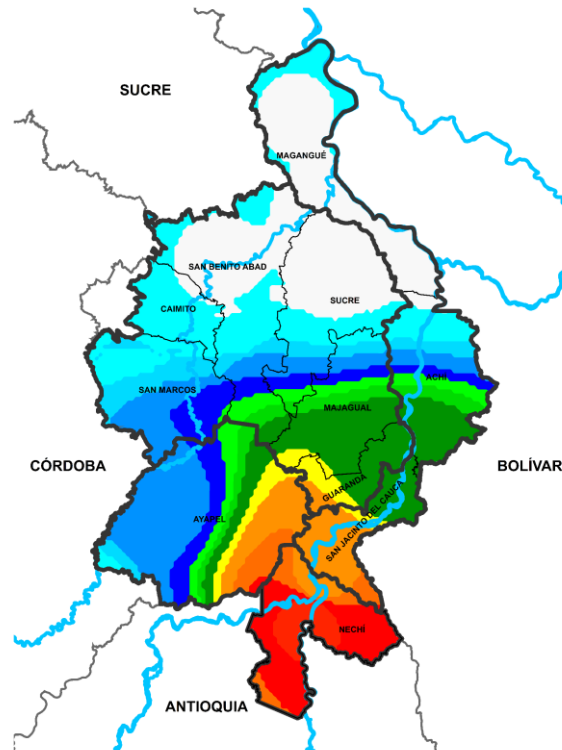 SUCRE
MAGANGUÉ
SAN BENITO ABAD
SUCRE
CAIMITO
ACHÍ
SAN MARCOS
MAJAGUAL
CÓRDOBA
BOLÍVAR
GUARANDA
AYAPEL
SAN JACINTO DEL CAUCA
NECHÍ
ANTIOQUIA